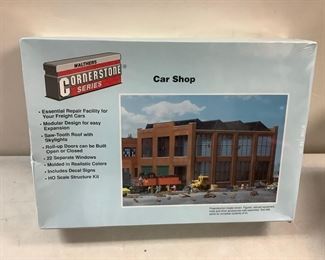 WALTHERS
CORNERSTONE®
SERIES
Car Shop
• Essential Repair Facility for
Your Freight Cars
• Modular Design for easy
Expansion
• Saw-Tooth Roof with
Skylights
• Roll-up Doors can be Built
Open or Closed
• 22 Separate Windows
• Molded in Realistic Colors
• Includes Decal Signs
• HO Scale Structure Kit